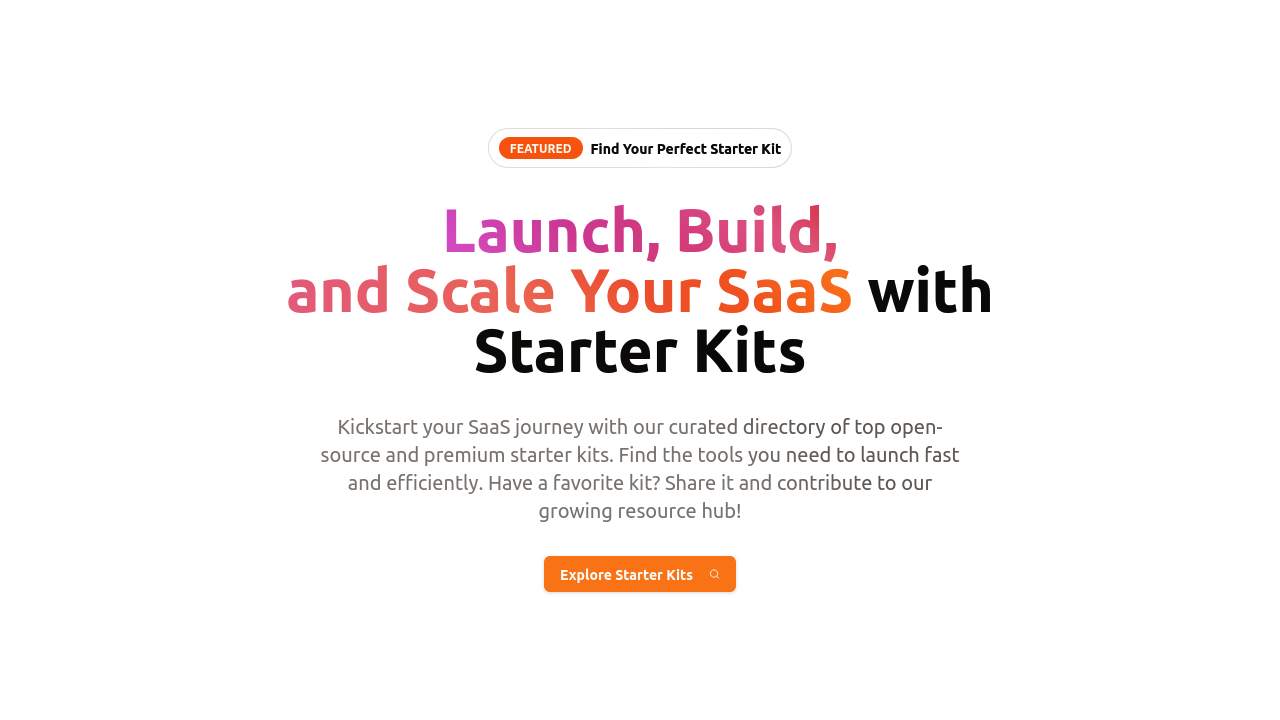 FEATURED Find Your Perfect Starter Kit
Launch, Build,
and Scale Your SaaS with
Starter Kits
Kickstart your SaaS journey with our curated directory of top open-
source and premium starter kits. Find the tools you need to launch fast
and efficiently. Have a favorite kit? Share it and contribute to our
growing resource hub!
Explore Starter Kits